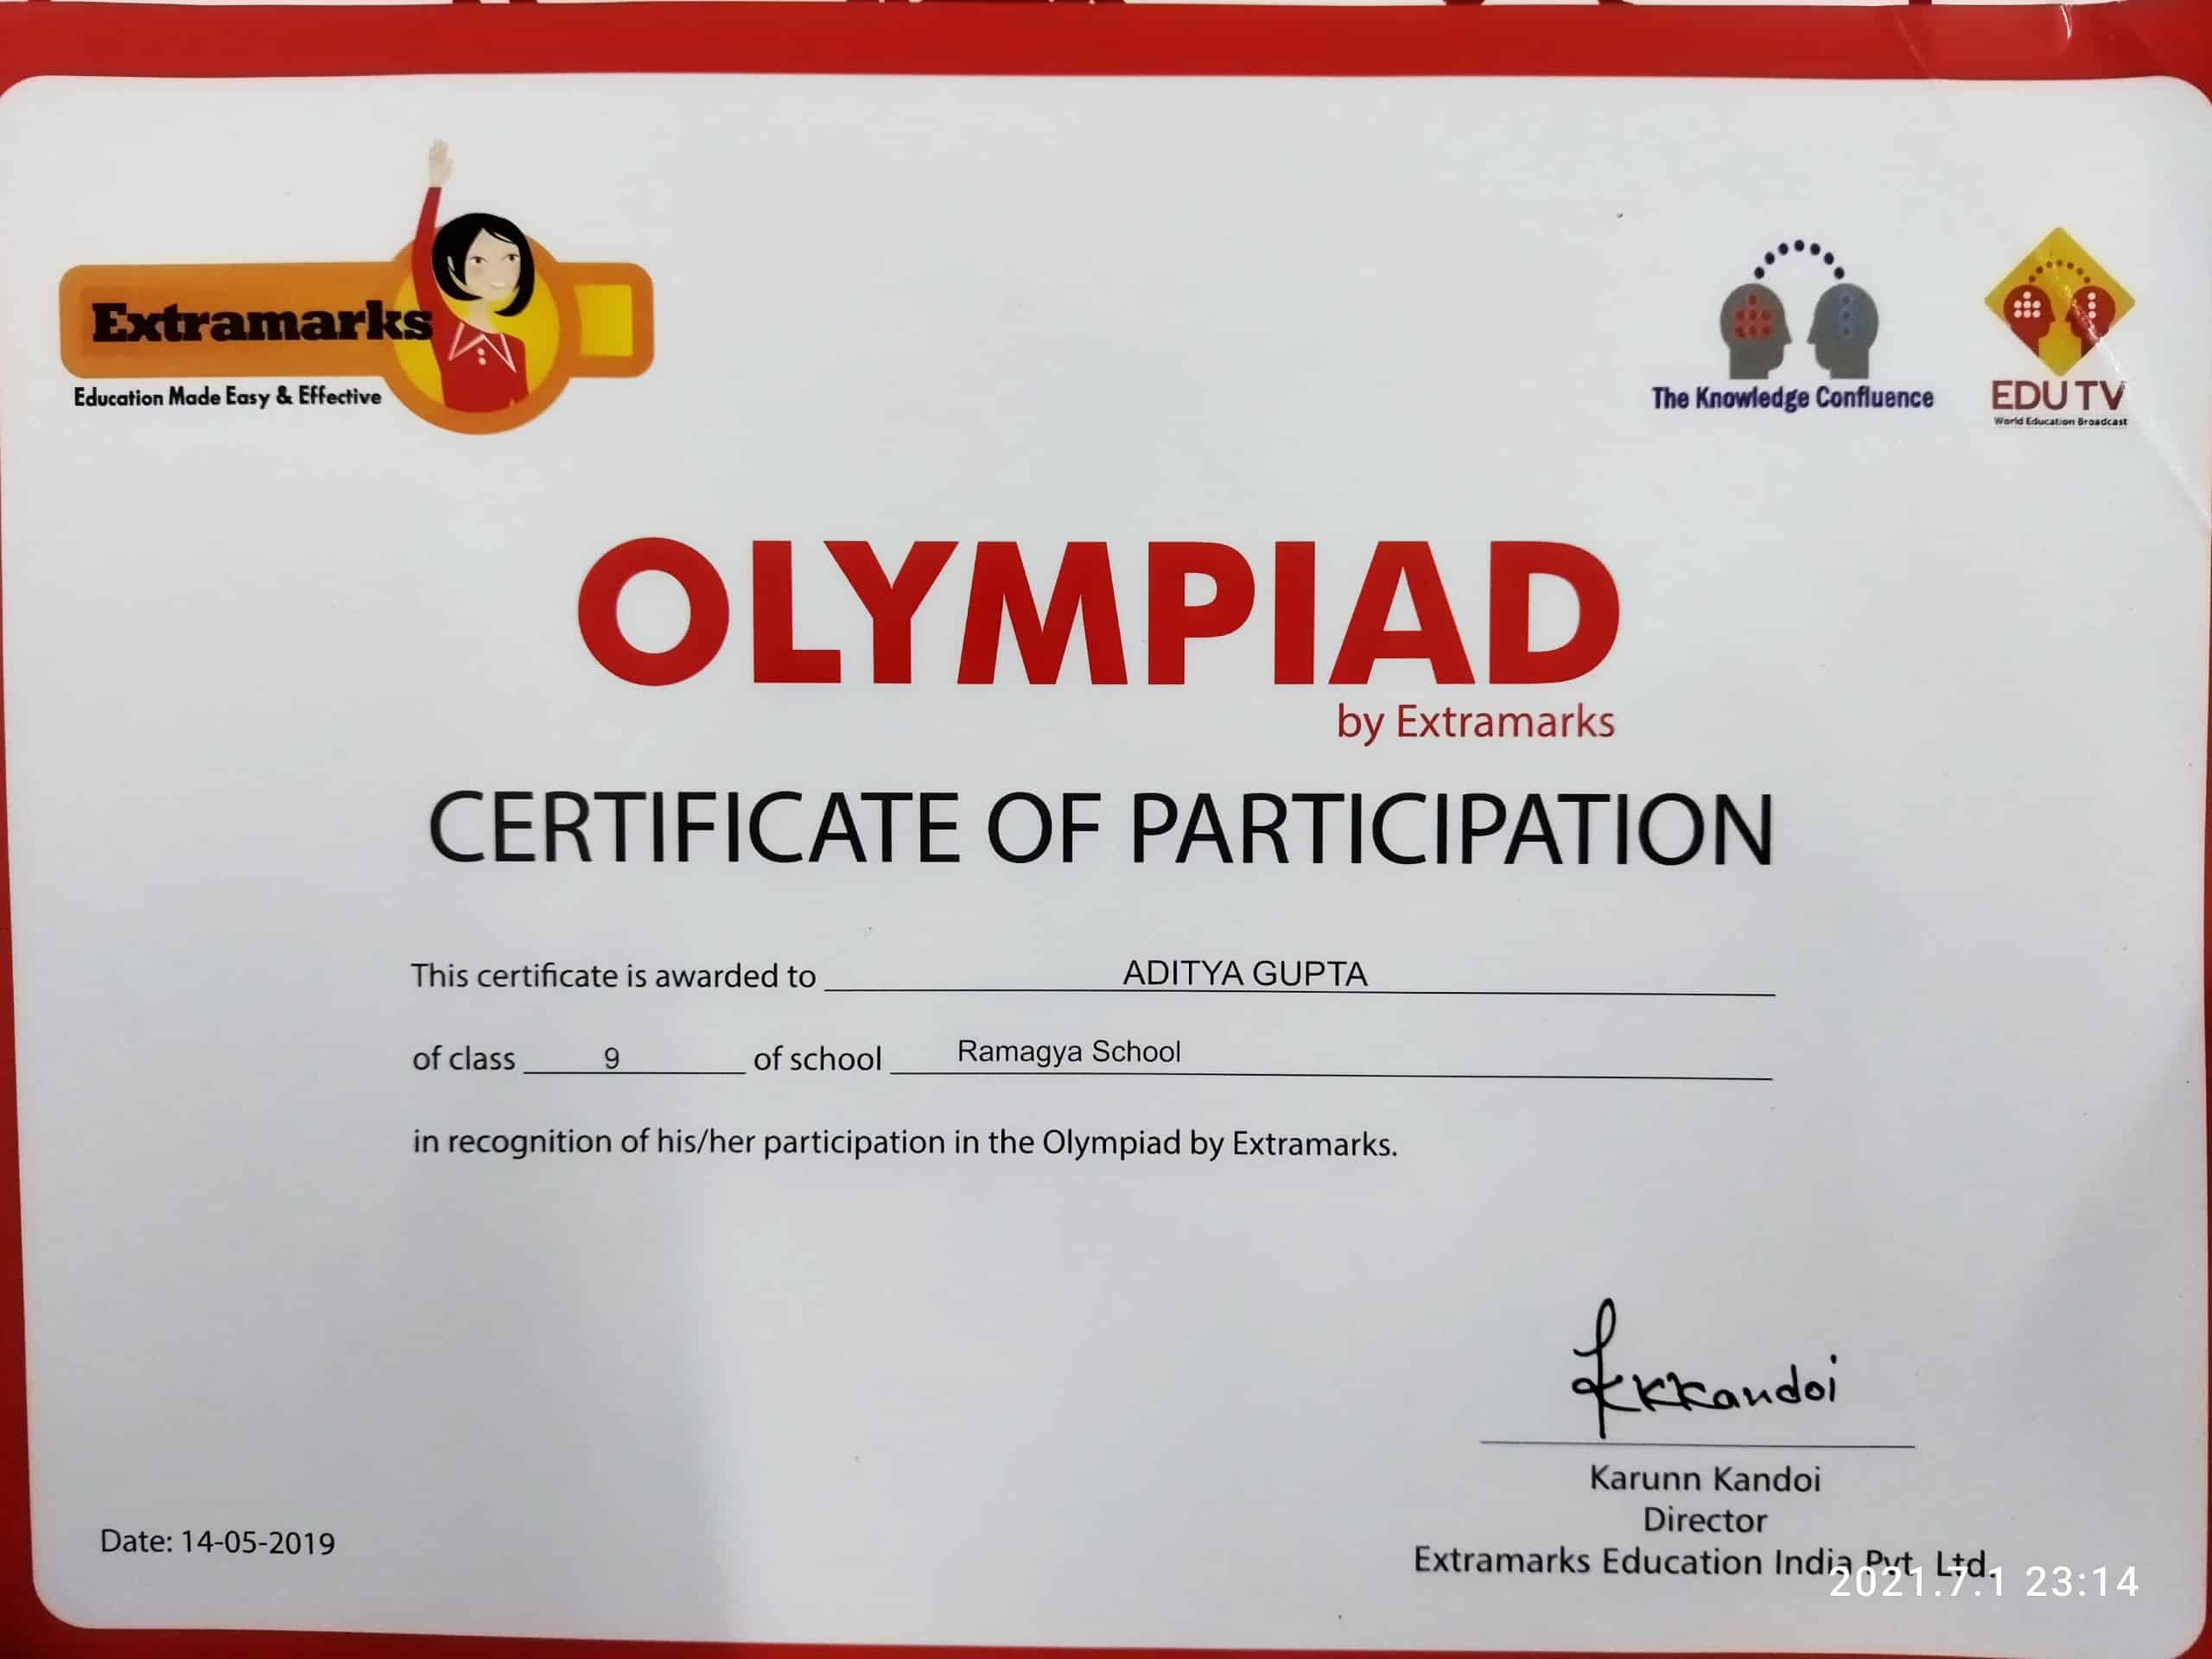 Extramarks
Education Made Easy & Effective
The Knowledge Confluence
EDU TV
World Education Broadcast
OLYMPIAD
by Extramarks
CERTIFICATE OF PARTICIPATION
This certificate is awarded to ADITYA GUPTA
of class 9 of school Ramagya School
in recognition of his/her participation in the Olympiad by Extramarks.
kkkandoi
Karunn Kandoi
Director
Extramarks Education India Pvt. Ltd.
Date: 14-05-2019
2021.7.1 23:14